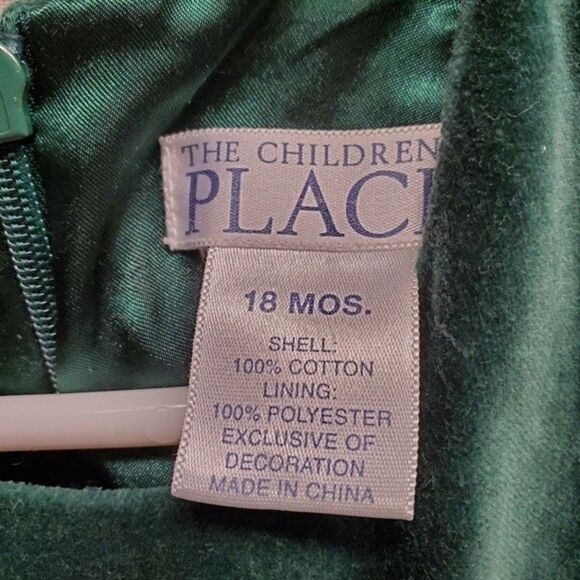 THE CHILDREN
PLAC
18 MOS.
SHELL:
100% COTTON
LINING:
100% POLYESTER
EXCLUSIVE OF
DECORATION
MADE IN CHINA